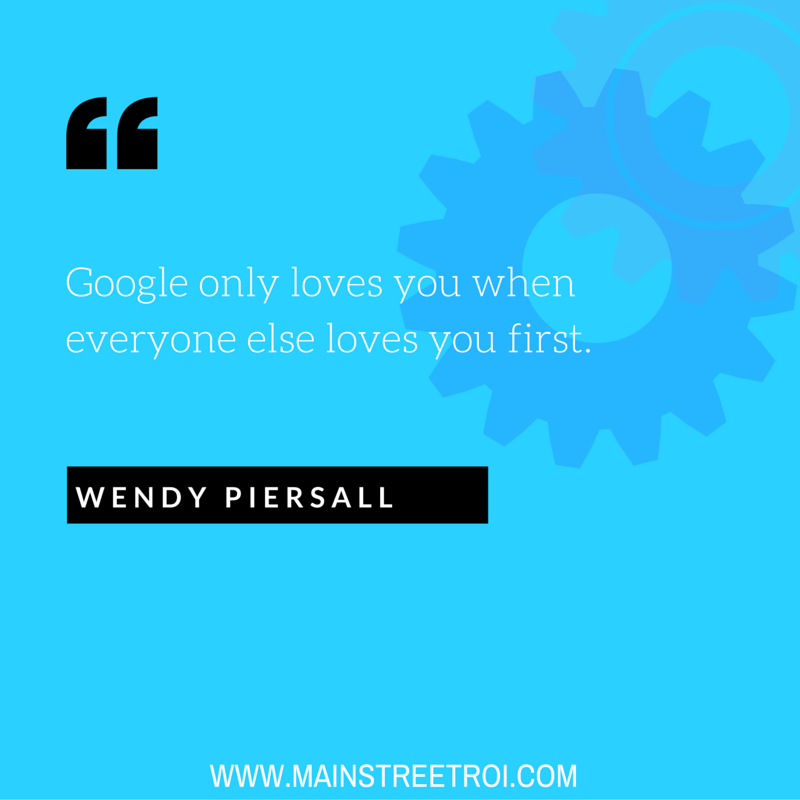 “
Google only loves you when
everyone else loves you first.
WENDY PIERSALL
WWW.MAINSTREETROI.COM